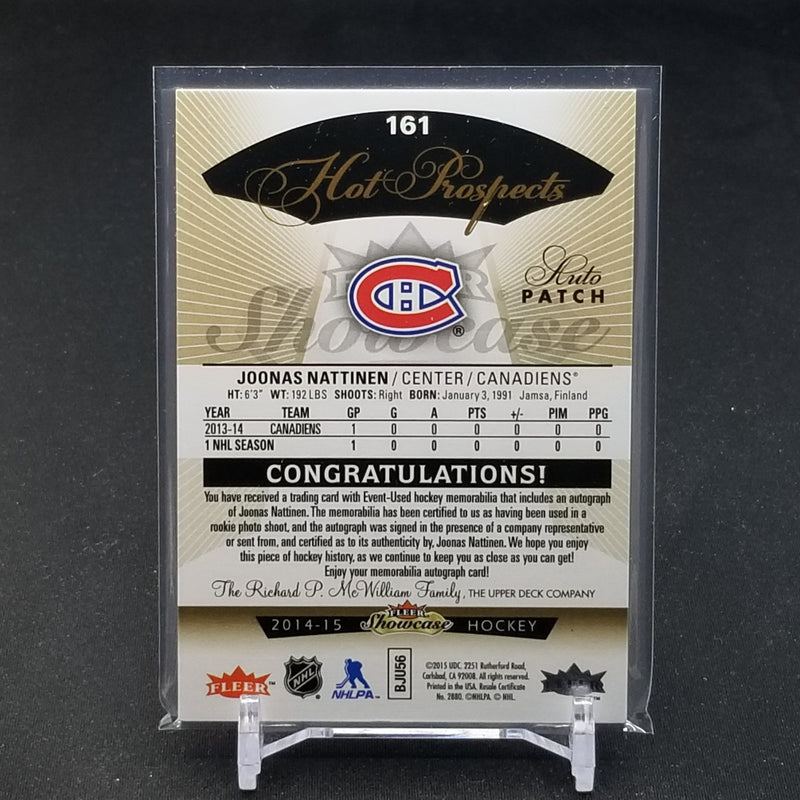 161
Hot Prospects
FLEER
Showcase
Auto
PATCH
®
JOONAS NATTINEN / CENTER / CANADIENS®
HT: 6'3" WT: 192 LBS SHOOTS: Right BORN: January 3, 1991 Jamsa, Finland
YEAR TEAM GP G A PTS +/- PIM PPG
2013-14 CANADIENS 1 0 0 0 0 0 0
1 NHL SEASON 1 0 0 0 0 0 0
CONGRATULATIONS!
You have received a trading card with Event-Used hockey memorabilia that includes an autograph
of Joonas Nattinen. The memorabilia has been certified to us as having been used in a
rookie photo shoot, and the autograph was signed in the presence of a company representative
or sent from, and certified as to its authenticity by, Joonas Nattinen. We hope you enjoy
this piece of hockey history, as we continue to keep you as close as you can get!
Enjoy your memorabilia autograph card!
The Richard P. McWilliam Family, THE UPPER DECK COMPANY
2014-15 FLEER Showcase HOCKEY
FLEER™ NHL NHLPA™ BJU56
©2015 UDC. 2251 Rutherford Road,
Carlsbad, CA 92008. All rights reserved.
Printed in the USA. Resale Certificate
No. 2880. ©NHLPA. © NHL.
FLEER